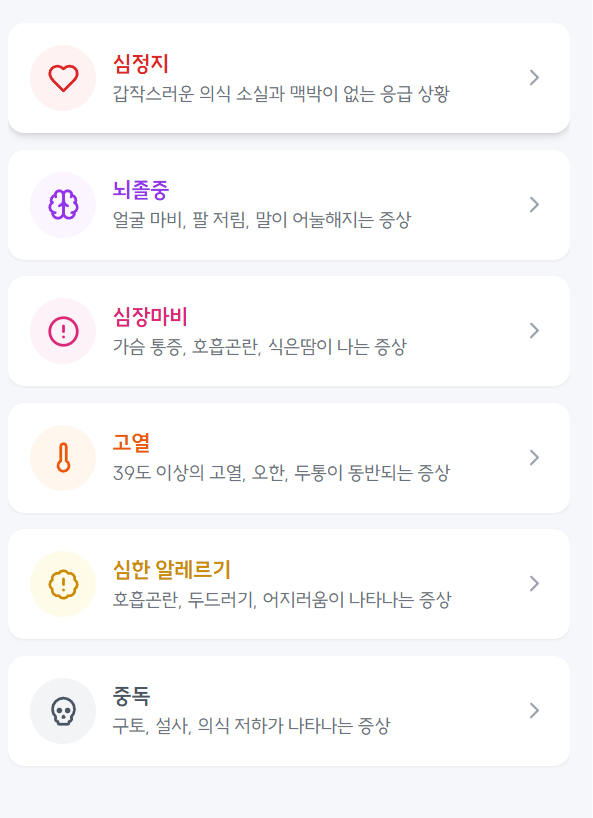 심정지
갑작스러운 의식 소실과 맥박이 없는 응급 상황
뇌졸중
얼굴 마비, 팔 저림, 말이 어눌해지는 증상
심장마비
가슴 통증, 호흡곤란, 식은땀이 나는 증상
고열
39도 이상의 고열, 오한, 두통이 동반되는 증상
심한 알레르기
호흡곤란, 두드러기, 어지러움이 나타나는 증상
중독
구토, 설사, 의식 저하가 나타나는 증상